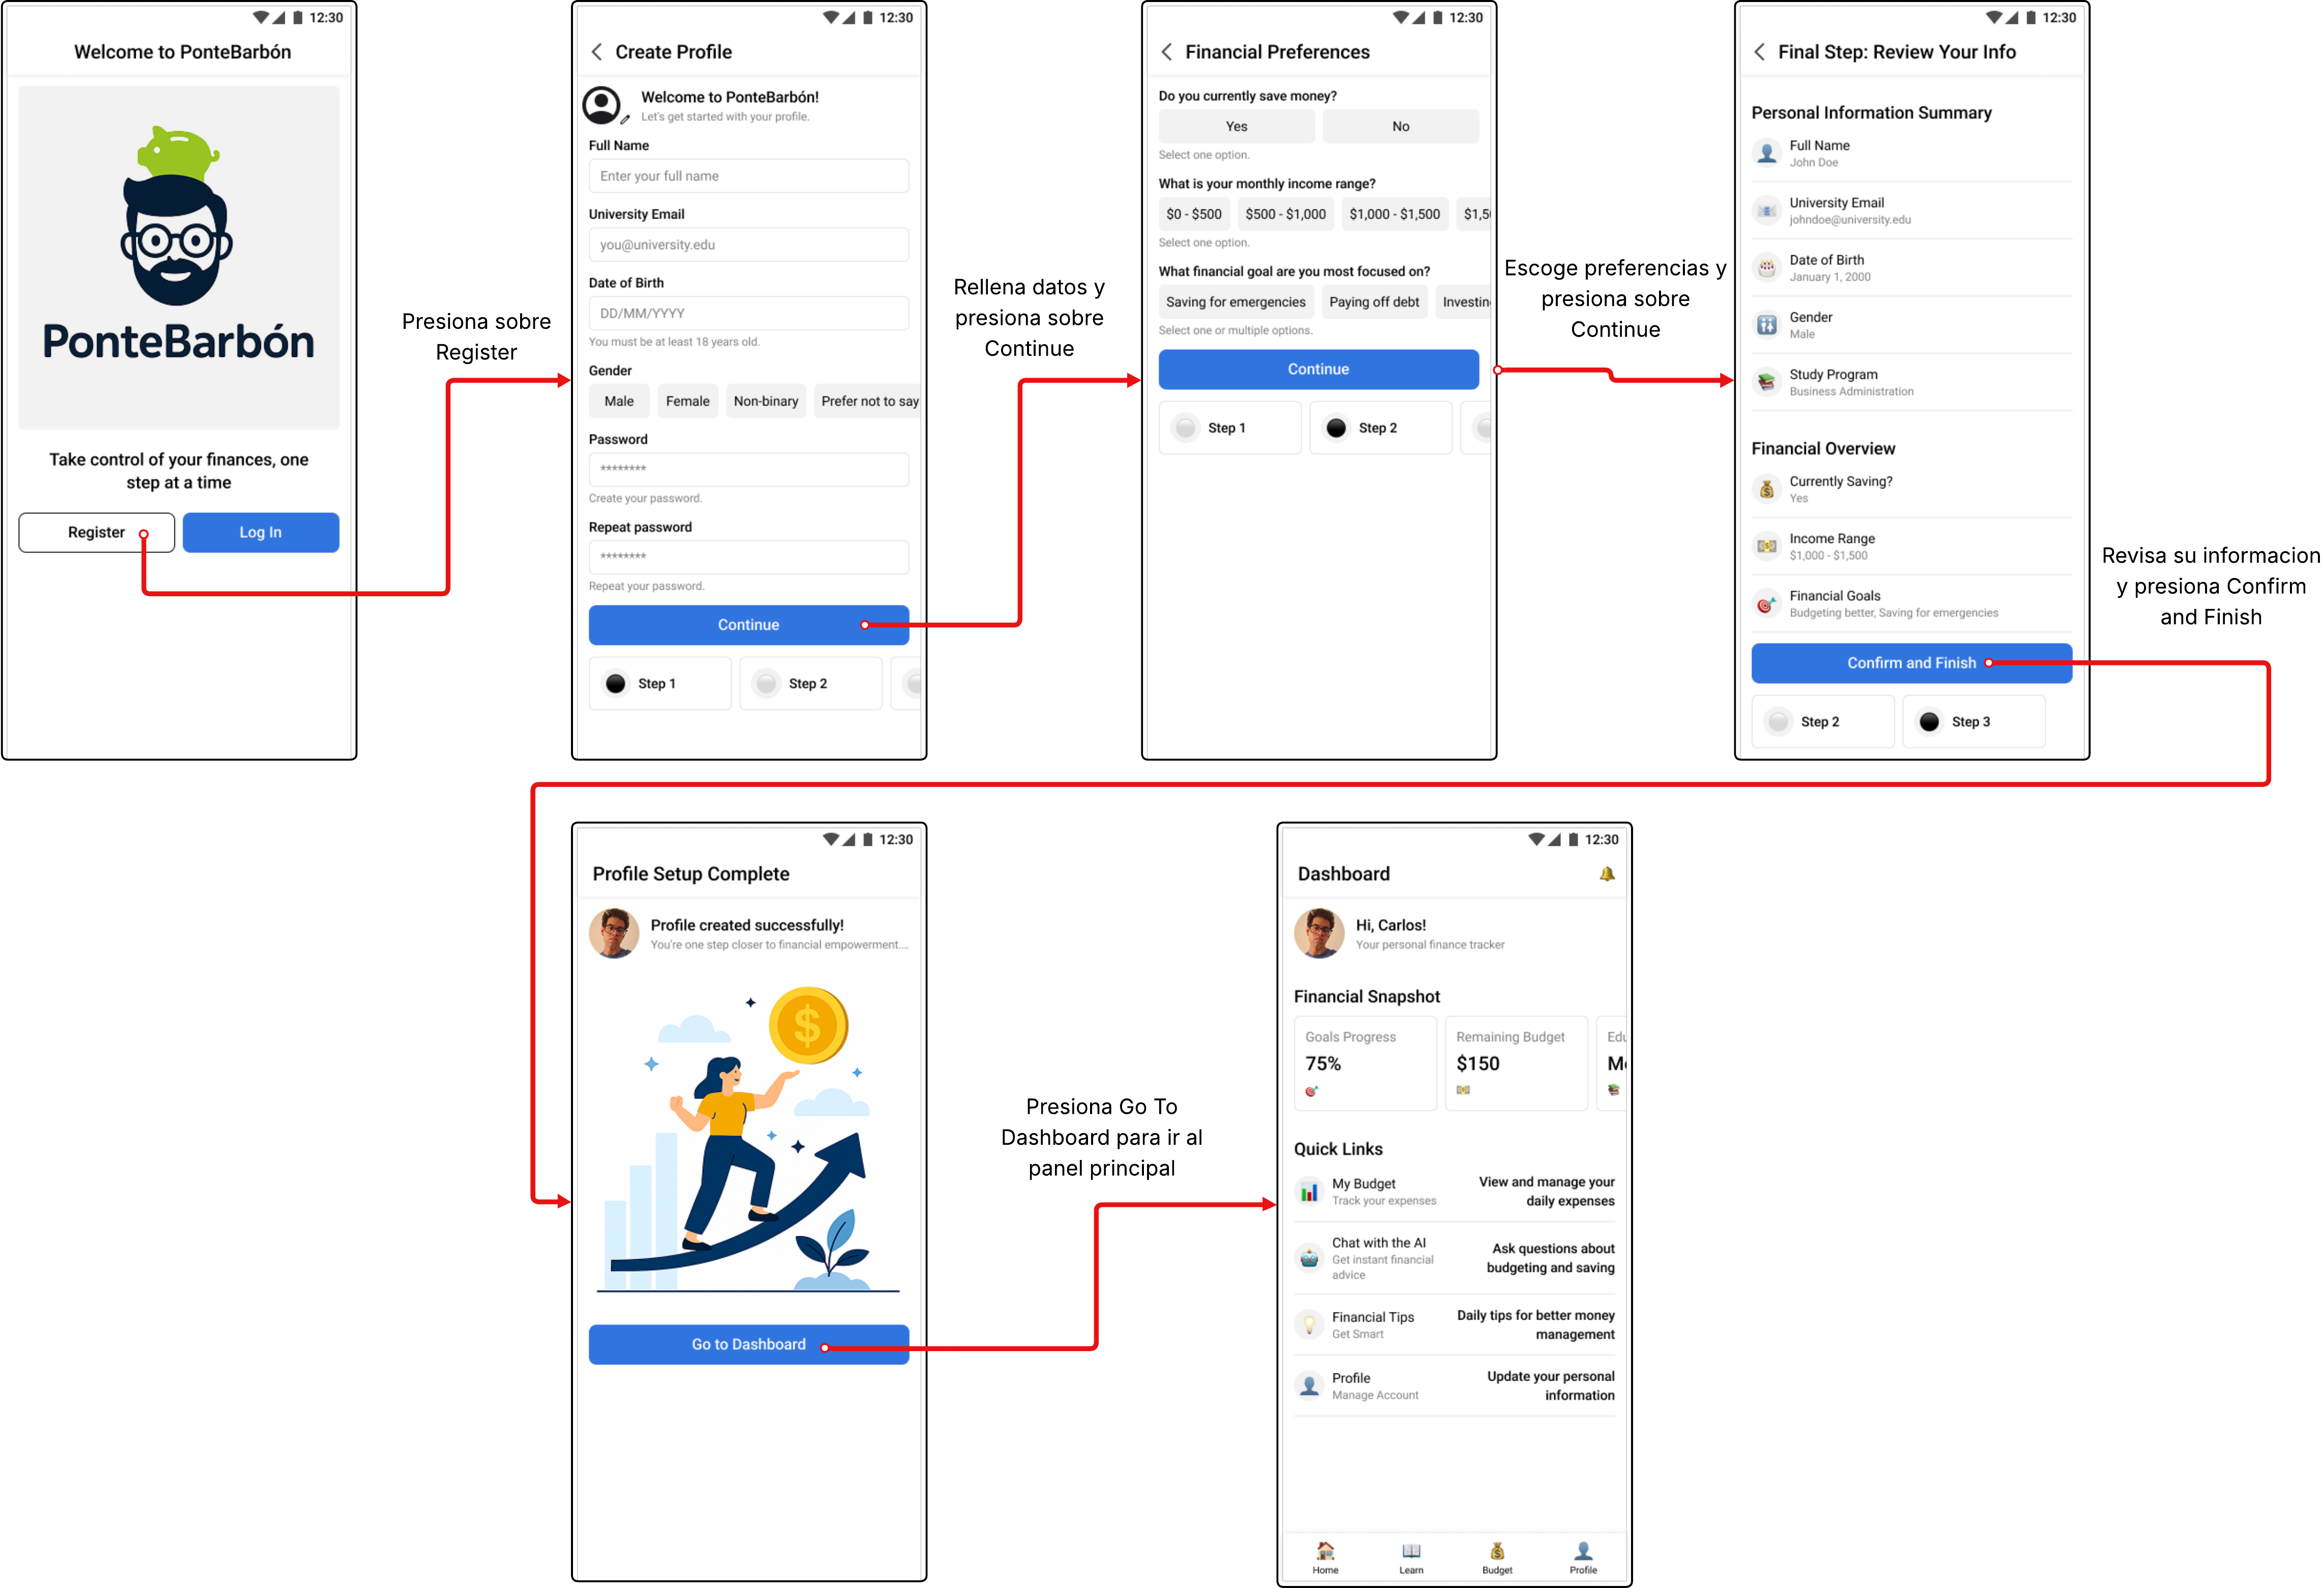 12:30
Welcome to PonteBarbón
PonteBarbón
Take control of your finances, one
step at a time
Register
Log In
Presiona sobre
Register
12:30
Create Profile
Welcome to PonteBarbón!
Let's get started with your profile.
Full Name
Enter your full name
University Email
you@university.edu
Date of Birth
DD/MM/YYYY
You must be at least 18 years old.
Gender
Male
Female
Non-binary
Prefer not to say
Password
********
Create your password.
Repeat password
********
Repeat your password.
Continue
Step 1
Step 2
Rellena datos y
presiona sobre
Continue
12:30
Financial Preferences
Do you currently save money?
Yes
No
Select one option.
What is your monthly income range?
$0 - $500
$500 - $1,000
$1,000 - $1,500
$1,5
Select one option.
What financial goal are you most focused on?
Saving for emergencies
Paying off debt
Investin
Select one or multiple options.
Continue
Step 1
Step 2
Escoge preferencias y
presiona sobre
Continue
12:30
Final Step: Review Your Info
Personal Information Summary
Full Name
John Doe
University Email
johndoe@university.edu
Date of Birth
January 1, 2000
Gender
Male
Study Program
Business Administration
Financial Overview
Currently Saving?
Yes
Income Range
$1,000 - $1,500
Financial Goals
Budgeting better, Saving for emergencies
Confirm and Finish
Step 2
Step 3
Revisa su informacion
y presiona Confirm
and Finish
12:30
Profile Setup Complete
Profile created successfully!
You're one step closer to financial empowerment....
$
Go to Dashboard
Presiona Go To
Dashboard para ir al
panel principal
12:30
Dashboard
Hi, Carlos!
Your personal finance tracker
Financial Snapshot
Goals Progress
75%
Remaining Budget
$150
Edu
Mo
Quick Links
My Budget
Track your expenses
View and manage your
daily expenses
Chat with the AI
Get instant financial
advice
Ask questions about
budgeting and saving
Financial Tips
Get Smart
Daily tips for better money
management
Profile
Manage Account
Update your personal
information
Home
Learn
Budget
Profile